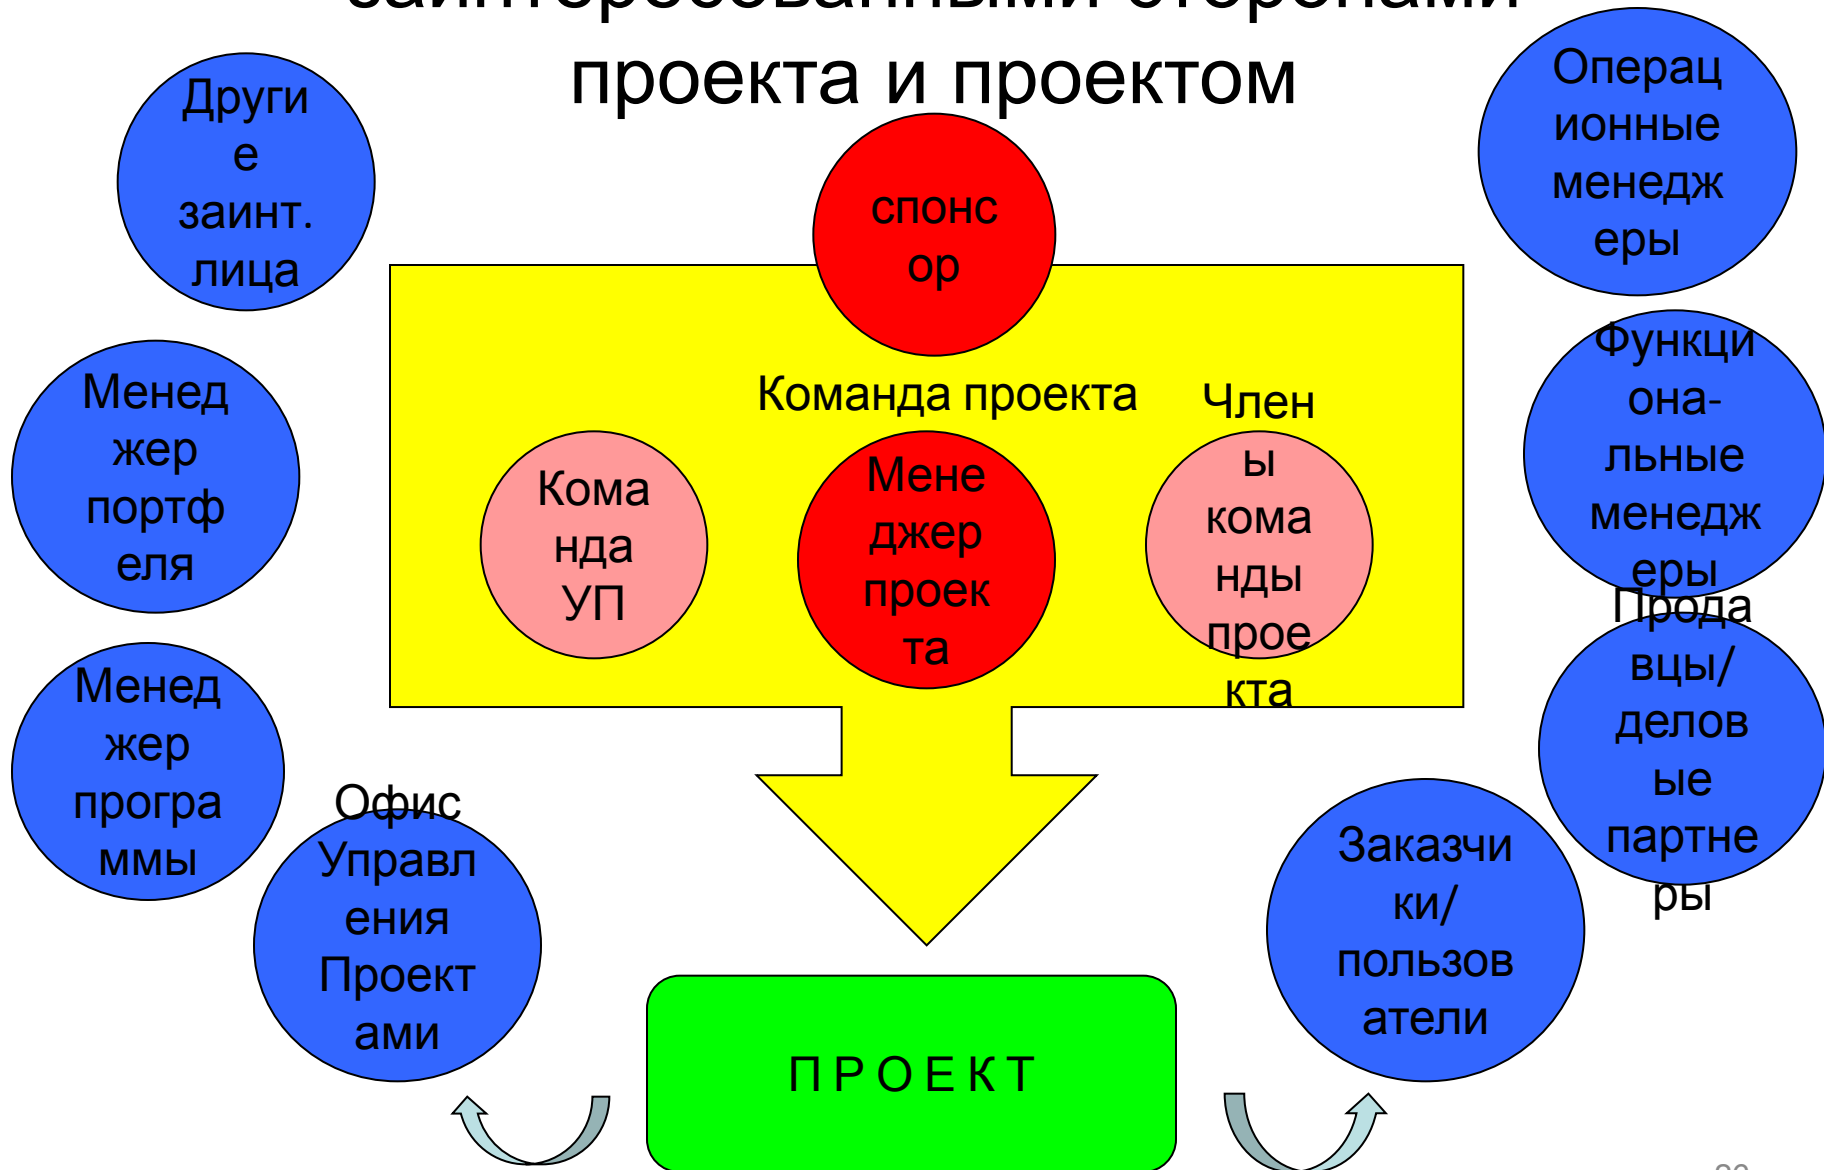 заинтересованными сторонами
проекта и проектом
Други
е
заинт.
лица
Операц
ионные
менедж
еры
спонс
ор
Функци
она-
льные
менедж
еры
Менед
жер
портф
еля
Команда проекта
Кома
нда
УП
Мене
джер
проек
та
Член
ы
кома
нды
прое
кта
Прода
вцы/
делов
ые
партне
ры
Менед
жер
програ
ммы
Офис
Управл
ения
Проект
ами
Заказчи
ки/
пользов
атели
П Р О Е К Т